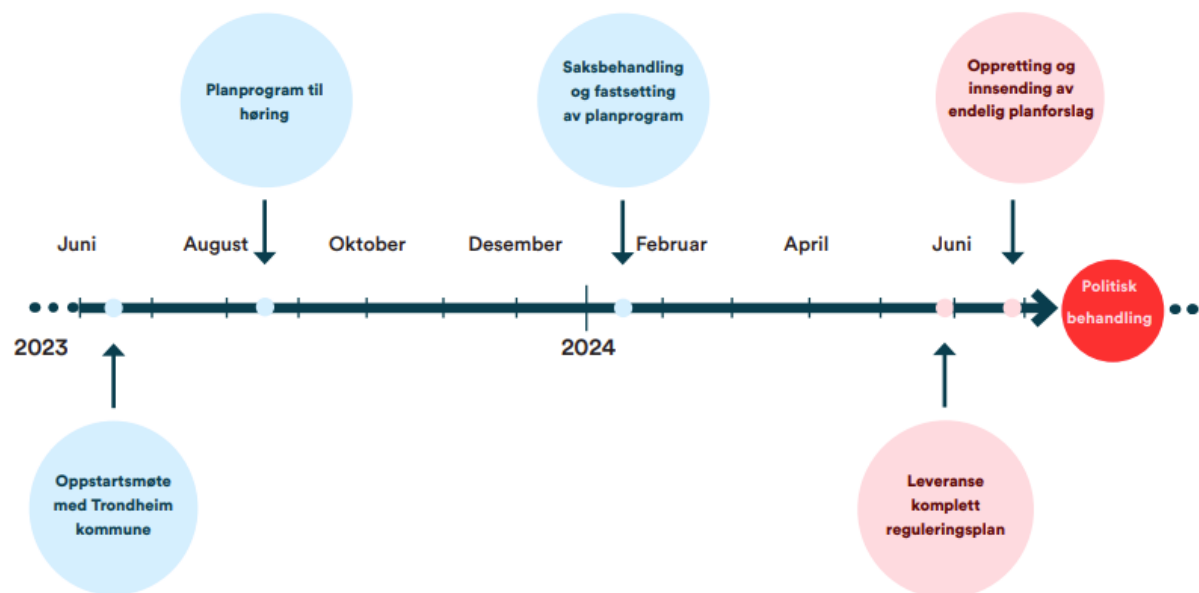 Planprogram til
høring
Saksbehandling
og fastsetting
av planprogram
Oppretting og
innsending av
endelig planforslag
Juni
August
Oktober
Desember
Februar
April
Juni
Politisk
behandling
2023
2024
Oppstartsmøte
med Trondheim
kommune
Leveranse
komplett
reguleringsplan